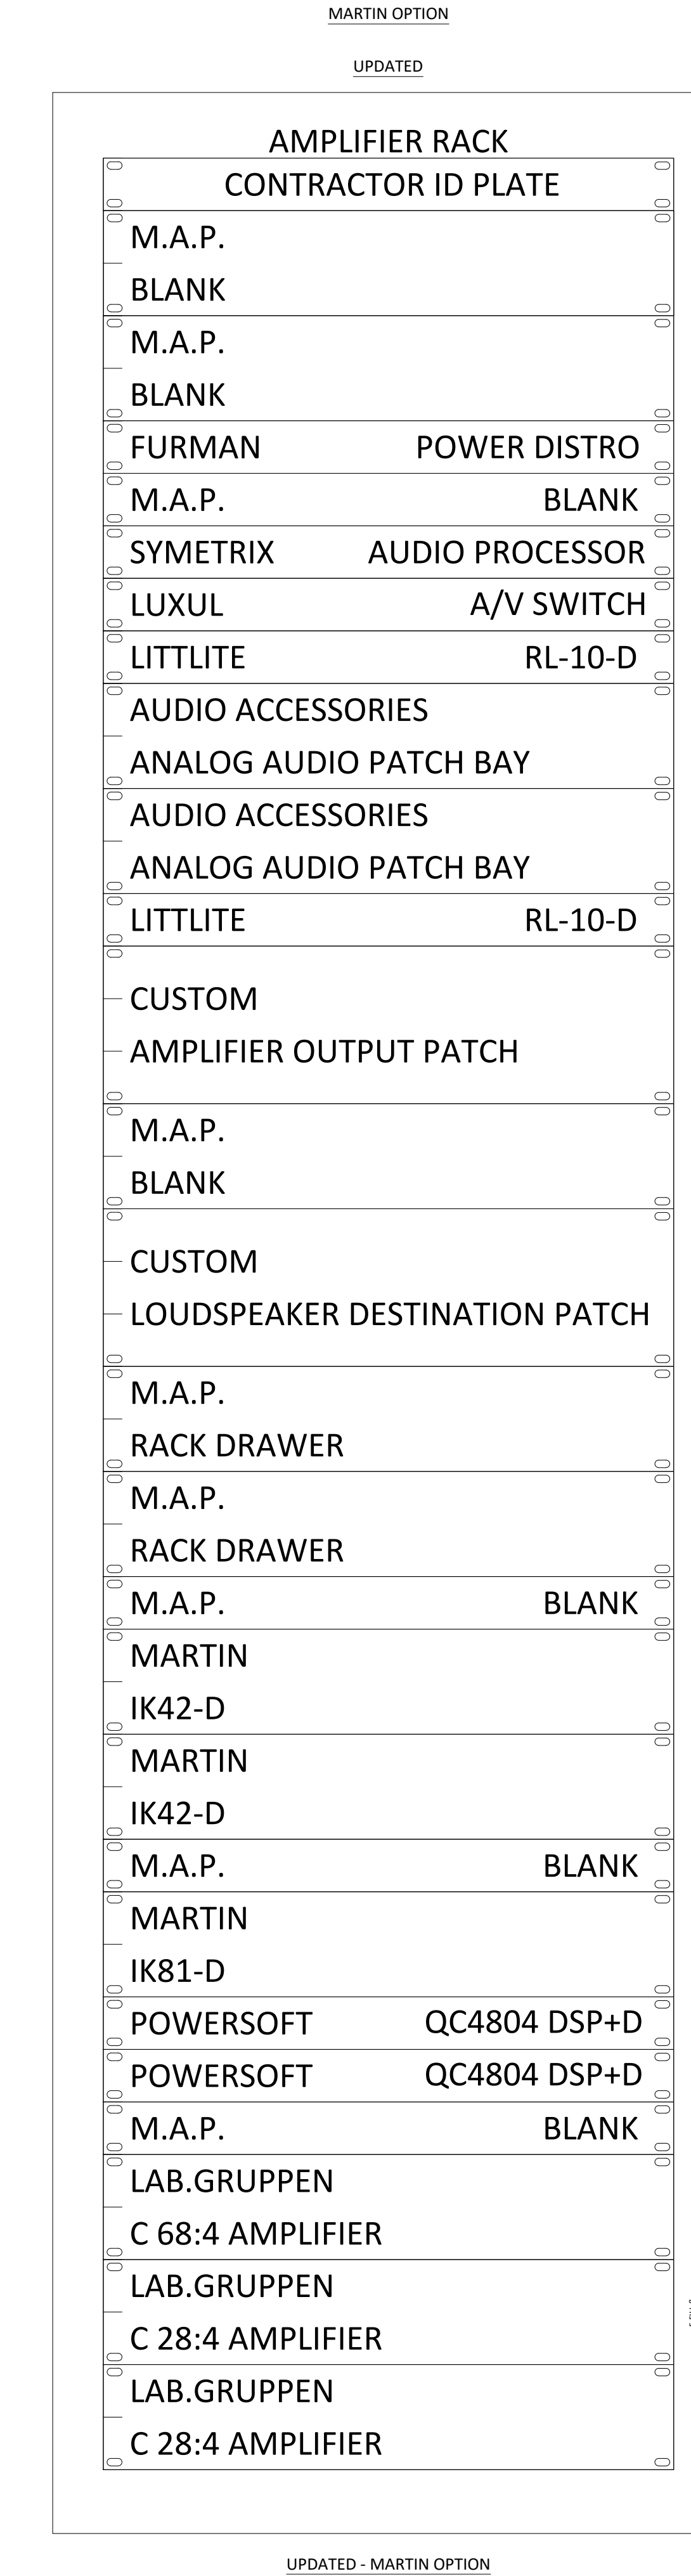 MARTIN OPTION
UPDATED
AMPLIFIER RACK
CONTRACTOR ID PLATE
M.A.P.
BLANK
M.A.P.
BLANK
FURMAN POWER DISTRO
M.A.P. BLANK
SYMETRIX AUDIO PROCESSOR
LUXUL A/V SWITCH
LITTLITE RL-10-D
AUDIO ACCESSORIES
ANALOG AUDIO PATCH BAY
AUDIO ACCESSORIES
ANALOG AUDIO PATCH BAY
LITTLITE RL-10-D
CUSTOM
AMPLIFIER OUTPUT PATCH
M.A.P.
BLANK
CUSTOM
LOUDSPEAKER DESTINATION PATCH
M.A.P.
RACK DRAWER
M.A.P.
RACK DRAWER
M.A.P. BLANK
MARTIN
IK42-D
MARTIN
IK42-D
M.A.P. BLANK
MARTIN
IK81-D
POWERSOFT QC4804 DSP+D
POWERSOFT QC4804 DSP+D
M.A.P. BLANK
LAB.GRUPPEN
C 68:4 AMPLIFIER
LAB.GRUPPEN
C 28:4 AMPLIFIER
LAB.GRUPPEN
C 28:4 AMPLIFIER
UPDATED - MARTIN OPTION